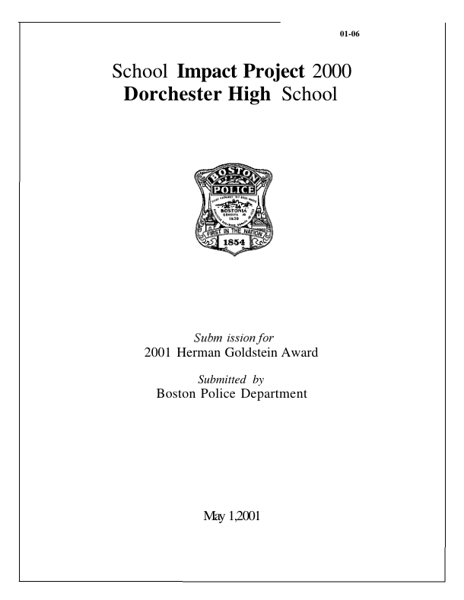 01-06
School Impact Project 2000
Dorchester High School
BOSTON
POLICE
BOSTONIA
FIRST IN THE NATION
1854
Subm ission for
2001 Herman Goldstein Award
Submitted by
Boston Police Department
May 1,2001